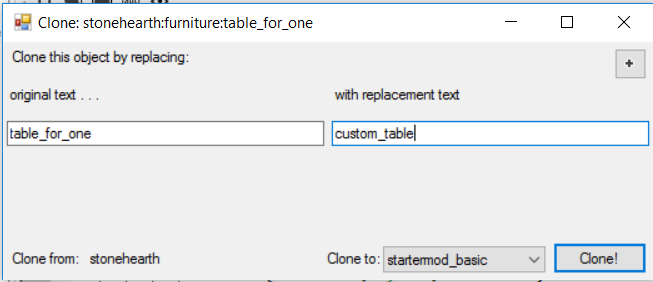 Clone: stonehearth:furniture:table_for_one
Clone this object by replacing:
+
original text . . .
with replacement text
table_for_one
custom_table
Clone from: stonehearth
Clone to: startermod_basic
Clone!